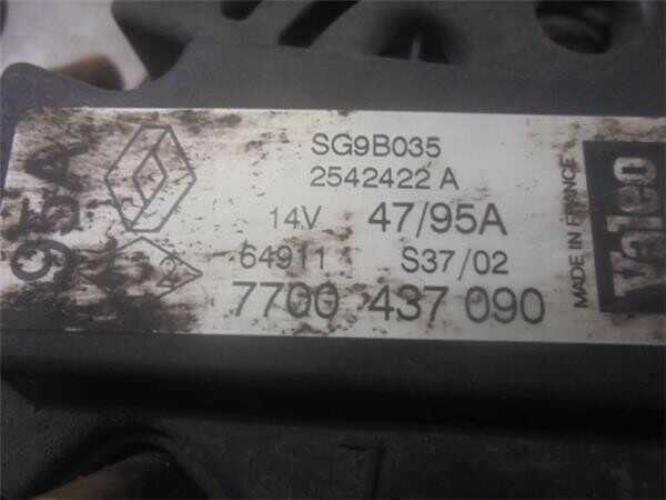 95A
SG9B035
2542422 A
14V 47/95A
64911 S37/02
7700 437 090
MADE IN FRANCE
Valeo